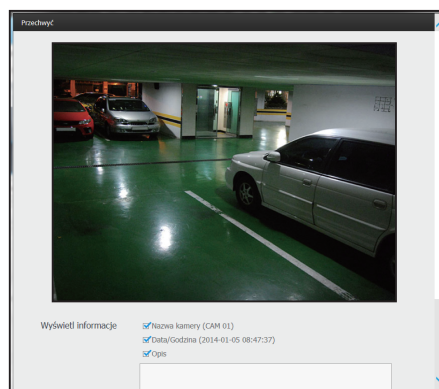 Przechwyć
Wyświetl informacje
Nazwa kamery (CAM 01)
Data/Godzina (2014-01-05 08:47:37)
Opis